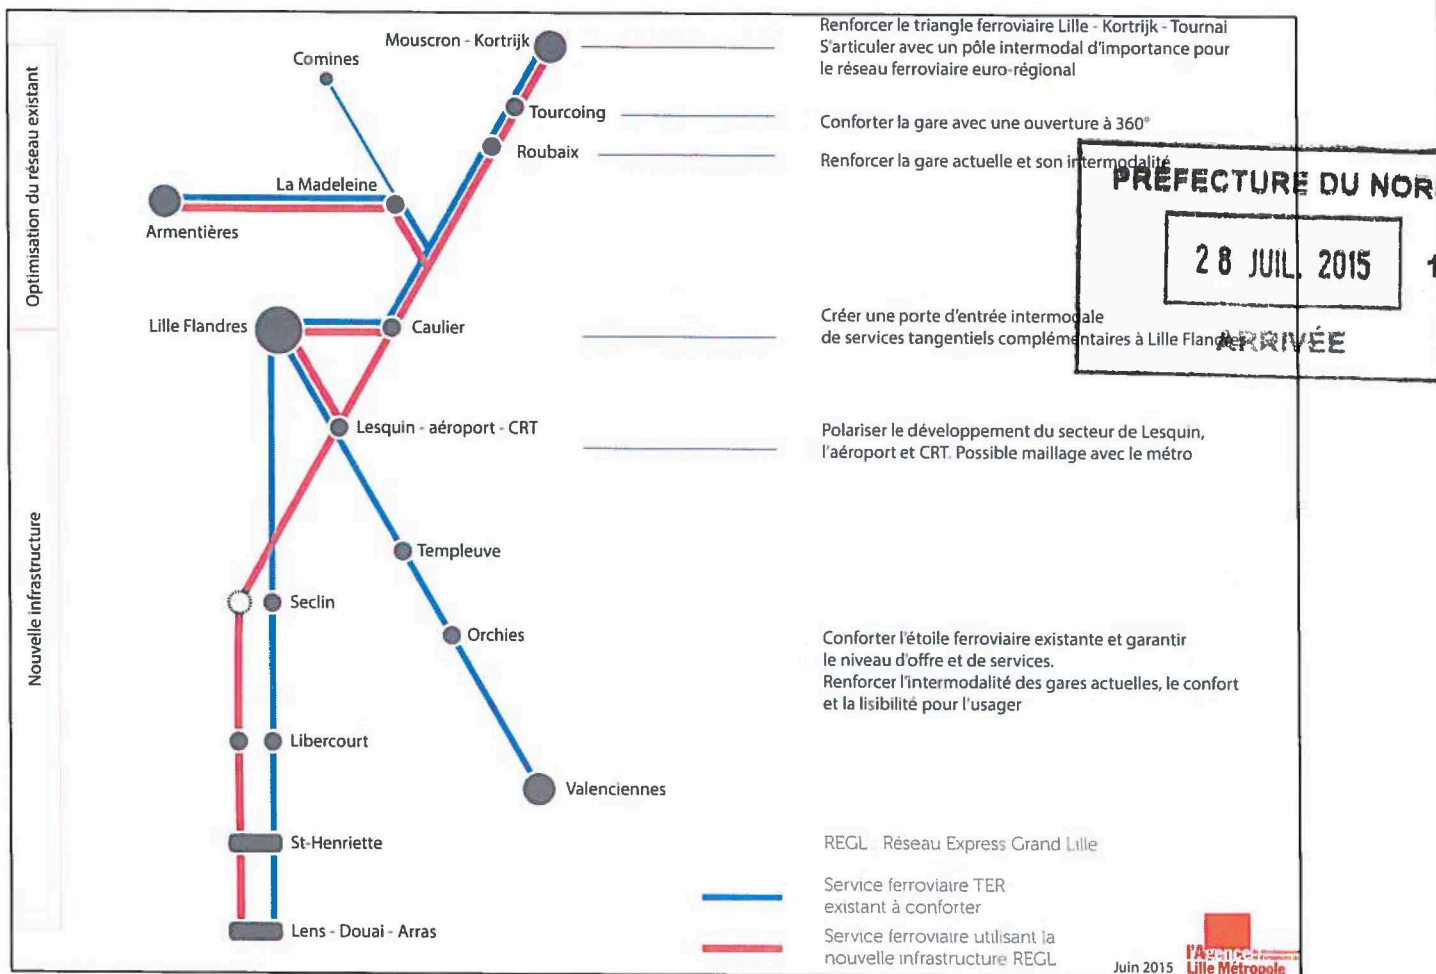 Optimisation du réseau existant
Nouvelle infrastructure
Comines
Mouscron - Kortrijk
Tourcoing
Roubaix
La Madeleine
Armentières
Lille Flandres
Caulier
Lesquin - aéroport - CRT
Templeuve
Seclin
Orchies
Libercourt
Valenciennes
St-Henriette
Lens - Douai - Arras
Renforcer le triangle ferroviaire Lille - Kortrijk - Tournai
S'articuler avec un pôle intermodal d'importance pour
le réseau ferroviaire euro-régional
Conforter la gare avec une ouverture à 360°
Renforcer la gare actuelle et son intermodalité
PRÉFECTURE DU NOR
28 JUIL. 2015
ARRIVÉE
Créer une porte d'entrée intermodale
de services tangentiels complémentaires à Lille Flandres
Polariser le développement du secteur de Lesquin,
l'aéroport et CRT. Possible maillage avec le métro
Conforter l'étoile ferroviaire existante et garantir
le niveau d'offre et de services.
Renforcer l'intermodalité des gares actuelles, le confort
et la lisibilité pour l'usager
REGL : Réseau Express Grand Lille
Service ferroviaire TER
existant à conforter
Service ferroviaire utilisant la
nouvelle infrastructure REGL
Juin 2015
l'Agence
Lille Métropole